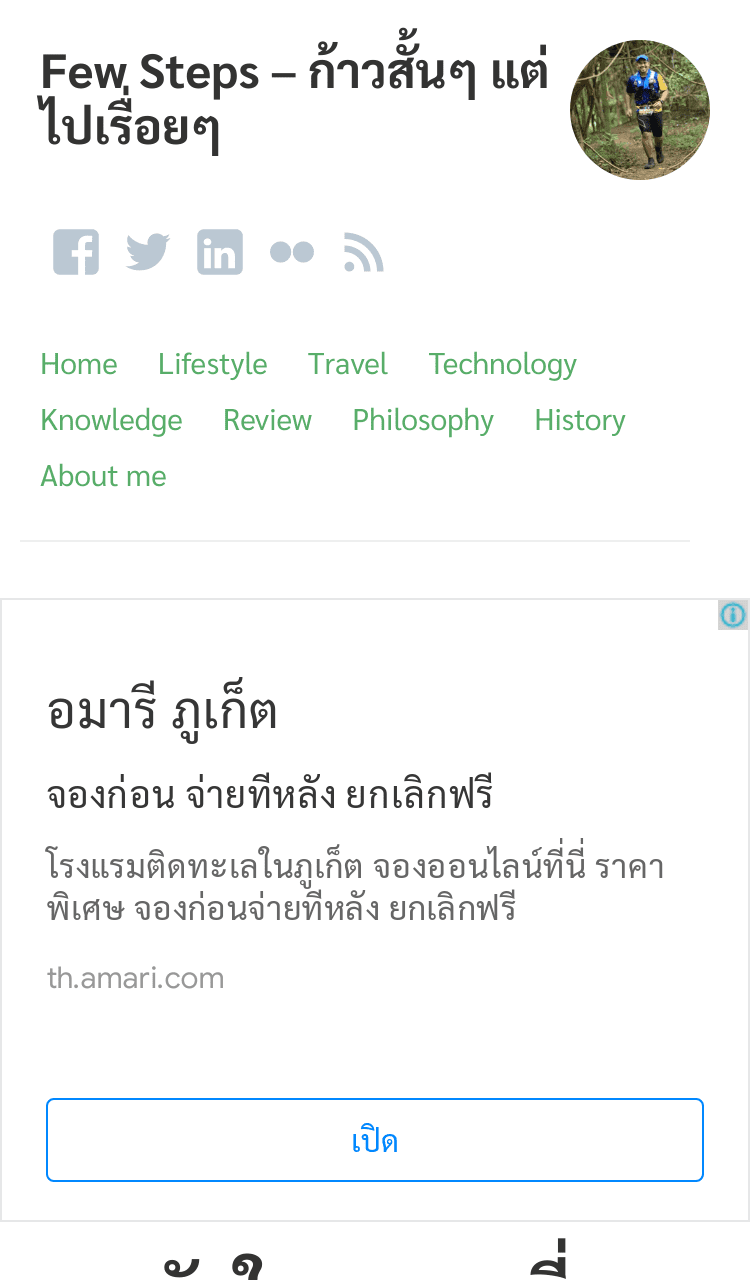 Few Steps – ก้าวสั้นๆ แต่
ไปเรื่อยๆ
Home Lifestyle Travel Technology
Knowledge Review Philosophy History
About me
อมารี ภูเก็ต
จองก่อน จ่ายทีหลัง ยกเลิกฟรี
โรงแรมติดทะเลในภูเก็ต จองออนไลน์ที่นี่ ราคา
พิเศษ จองก่อนจ่ายทีหลัง ยกเลิกฟรี
th.amari.com
เปิด